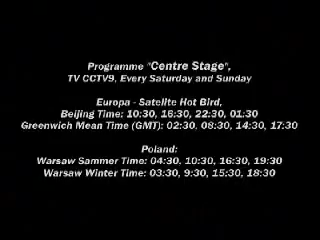 Programme "Centre Stage",
TV CCTV9, Every Saturday and Sunday
Europa - Satelite Hot Bird,
Beijing Time: 10:30, 16:30, 22:30, 01:30
Greenwich Mean Time (GMT): 02:30, 08:30, 14:30, 17:30
Poland:
Warsaw Sammer Time: 04:30, 10:30, 16:30, 19:30
Warsaw Winter Time: 03:30, 9:30, 15:30, 18:30